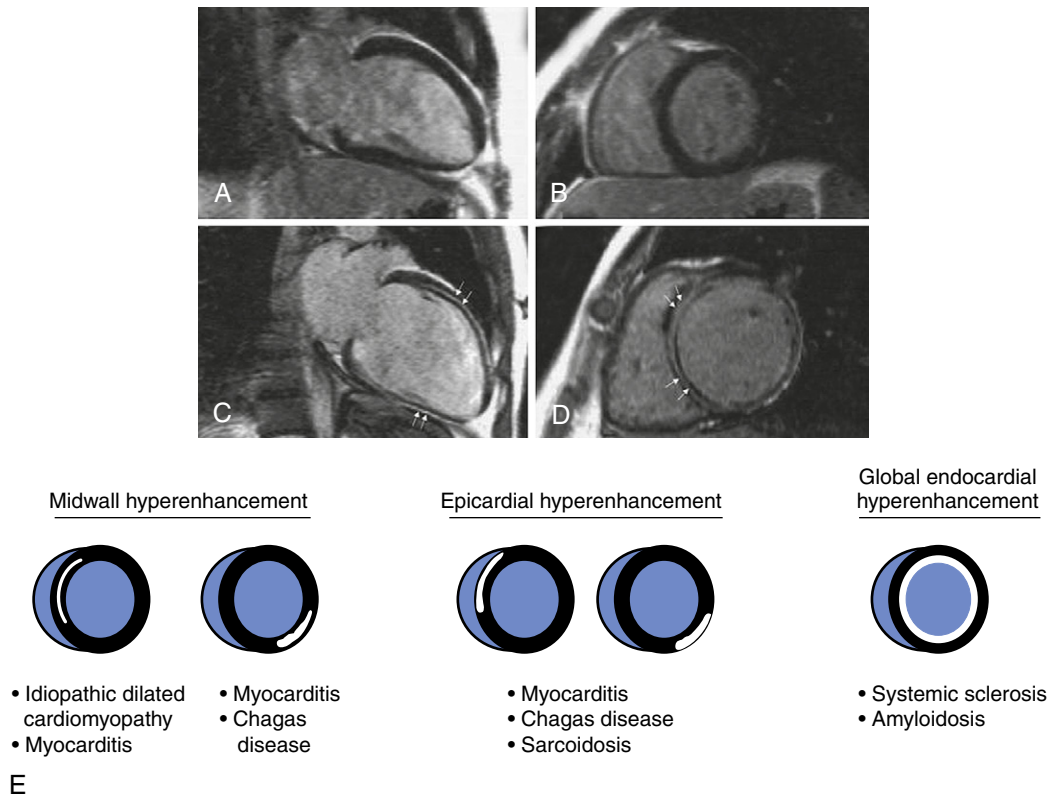 A
B
C
D
Midwall hyperenhancement
Epicardial hyperenhancement
Global endocardial
hyperenhancement
• Idiopathic dilated
cardiomyopathy
• Myocarditis
• Myocarditis
• Chagas
disease
• Myocarditis
• Chagas disease
• Sarcoidosis
• Systemic sclerosis
• Amyloidosis
E